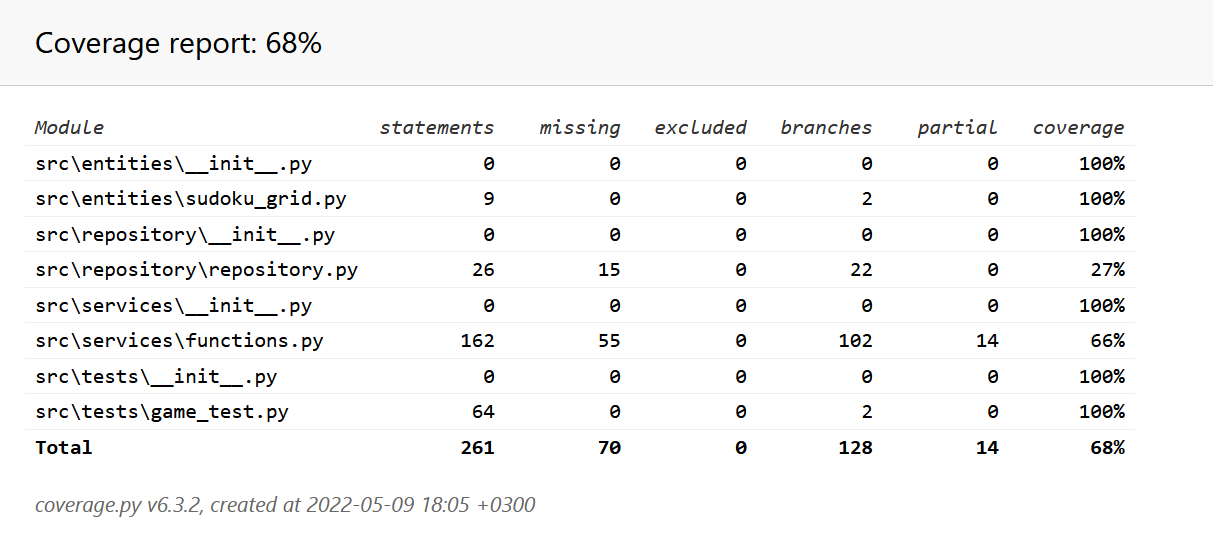 Coverage report: 68%
Module statements missing excluded branches partial coverage
src\entities\__init__.py 0 0 0 0 0 100%
src\entities\sudoku_grid.py 9 0 0 2 0 100%
src\repository\__init__.py 0 0 0 0 0 100%
src\repository\repository.py 26 15 0 22 0 27%
src\services\__init__.py 0 0 0 0 0 100%
src\services\functions.py 162 55 0 102 14 66%
src\tests\__init__.py 0 0 0 0 0 100%
src\tests\game_test.py 64 0 0 2 0 100%
Total 261 70 0 128 14 68%
coverage.py v6.3.2, created at 2022-05-09 18:05 +0300